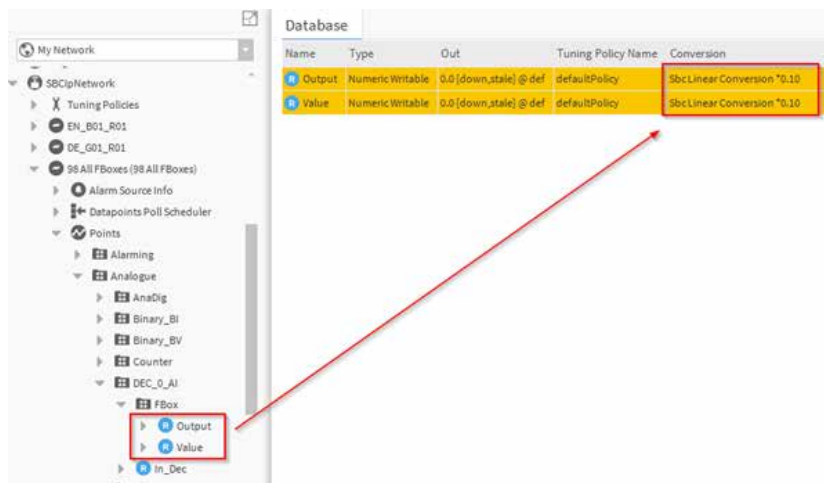 My Network
SBCIpNetwork
Tuning Policies
EN_B01_R01
DE_G01_R01
98 All FBoxes (98 All FBoxes)
Alarm Source Info
Datapoints Poll Scheduler
Points
Alarming
Analogue
AnaDig
Binary_BI
Binary_BV
Counter
DEC_0_AI
FBox
R Output
R Value
R In_Dec
Database
Name Type Out Tuning Policy Name Conversion
R Output Numeric Writable 0.0 {down,stale} @ def defaultPolicy Sbc Linear Conversion *0.10
R Value Numeric Writable 0.0 {down,stale} @ def defaultPolicy Sbc Linear Conversion *0.10